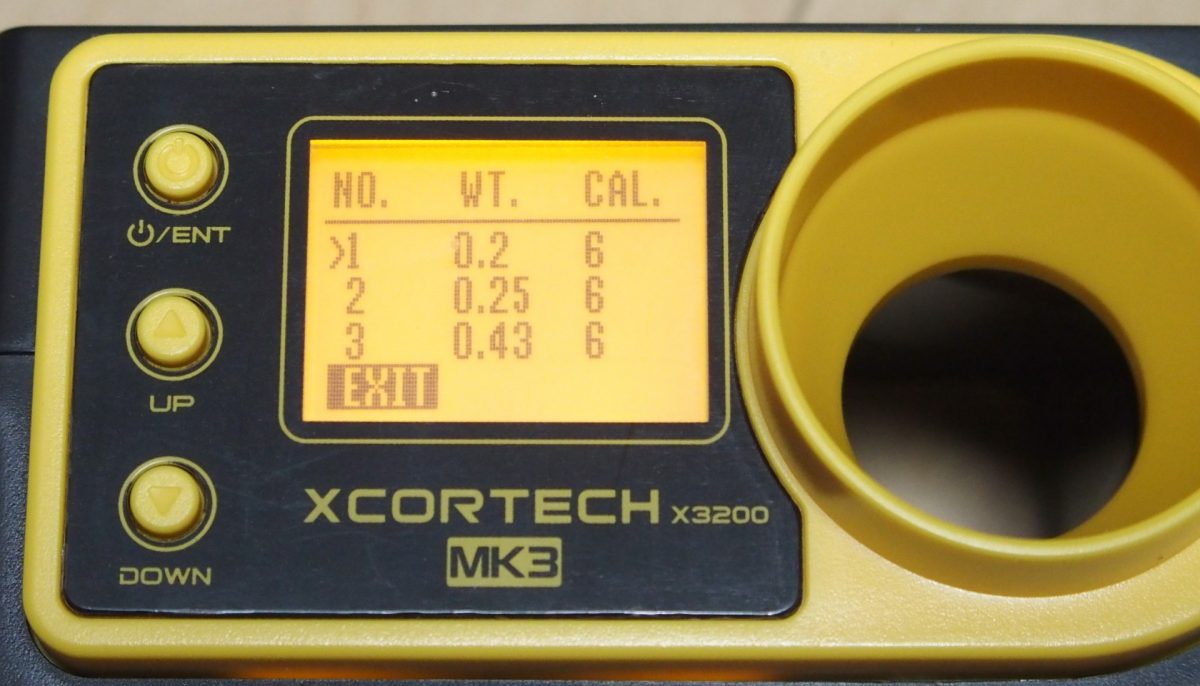 NO. WT. CAL.
>1 0.2 6
2 0.25 6
3 0.43 6
EXIT
⏻/ENT
UP
DOWN
XCORTECH X3200
MK3